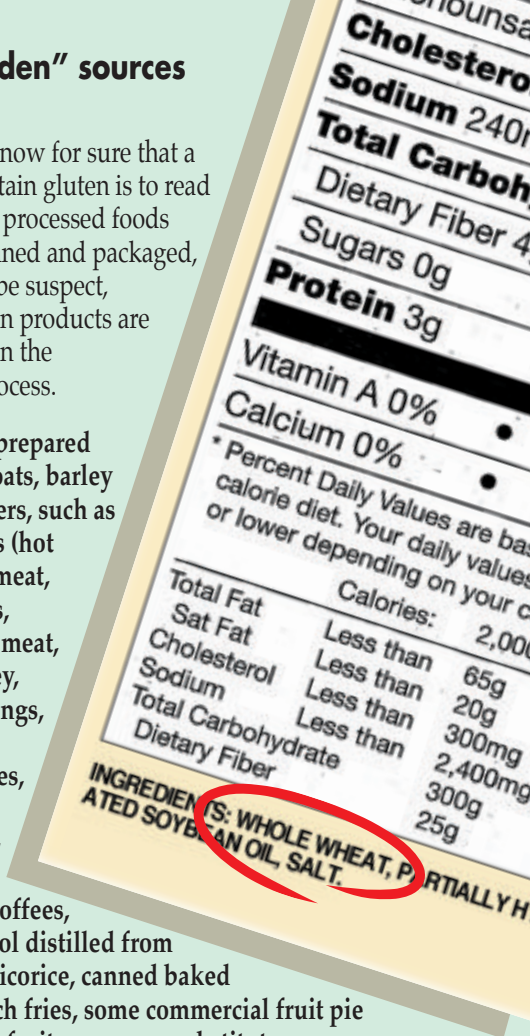 den” sources
now for sure that a
tain gluten is to read
processed foods
ned and packaged,
be suspect,
n products are
n the
ocess.
prepared
oats, barley
ers, such as
s (hot
meat,
s,
meat,
ey,
ngs,
es,
offees,
ol distilled from
icorice, canned baked
ch fries, some commercial fruit pie
Cholestero
Sodium 240
Total Carboh
Dietary Fiber 4
Sugars 0g
Protein 3g
Vitamin A 0% •
Calcium 0% •
* Percent Daily Values are bas
calorie diet. Your daily values
or lower depending on your c
Calories: 2,000
Total Fat Less than 65g
Sat Fat Less than 20g
Cholesterol Less than 300mg
Sodium Less than 2,400mg
Total Carbohydrate 300g
Dietary Fiber 25g
INGREDIENTS: WHOLE WHEAT, PARTIALLY H
ATED SOYBEAN OIL, SALT.